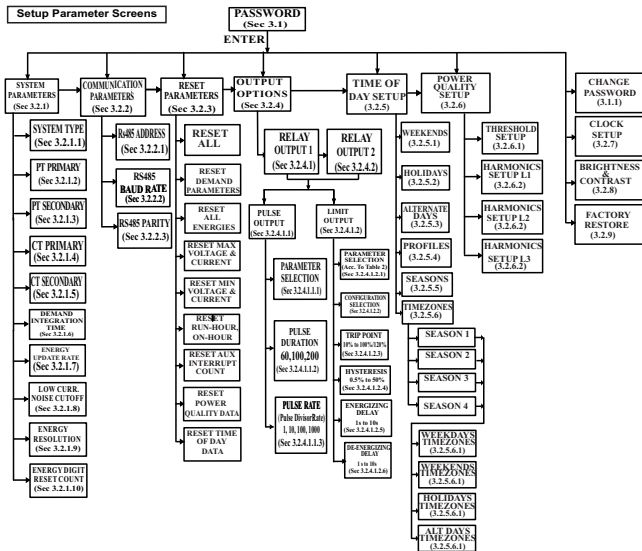 Setup Parameter Screens
PASSWORD
(Sec 3.1)
ENTER
SYSTEM
PARAMETERS
(Sec 3.2.1)
COMMUNICATION
PARAMETERS
(Sec 3.2.2)
RESET
PARAMETERS
(Sec 3.2.3)
OUTPUT
OPTIONS
(Sec 3.2.4)
TIME OF
DAY SETUP
(3.2.5)
POWER
QUALITY
SETUP
(3.2.6)
CHANGE
PASSWORD
(3.1.1)
CLOCK
SETUP
(3.2.7)
BRIGHTNESS
&
CONTRAST
(3.2.8)
FACTORY
RESTORE
(3.2.9)
SYSTEM TYPE
(Sec 3.2.1.1)
PT PRIMARY
(Sec 3.2.1.2)
PT SECONDARY
(Sec 3.2.1.3)
CT PRIMARY
(Sec 3.2.1.4)
CT SECONDARY
(Sec 3.2.1.5)
DEMAND
INTEGRATION
TIME
(Sec 3.2.1.6)
ENERGY
UPDATE RATE
(Sec 3.2.1.7)
LOW CURR.
NOISE CUTOFF
(Sec 3.2.1.8)
ENERGY
RESOLUTION
(Sec 3.2.1.9)
ENERGY DIGIT
RESET COUNT
(Sec 3.2.1.10)
Rs485 ADDRESS
(Sec 3.2.2.1)
RS485
BAUD RATE
(Sec 3.2.2.2)
RS485 PARITY
(Sec 3.2.2.3)
RESET
ALL
RESET
DEMAND
PARAMETERS
RESET
ALL
ENERGIES
RESET MAX
VOLTAGE &
CURRENT
RESET MIN
VOLTAGE &
CURRENT
RESET
RUN-HOUR,
ON-HOUR
RESET AUX
INTERRUPT
COUNT
RESET
POWER
QUALITY DATA
RESET TIME
OF DAY
DATA
RELAY
OUTPUT 1
(Sec 3.2.4.1)
RELAY
OUTPUT 2
(Sec 3.2.4.2)
PULSE
OUTPUT
(Sec 3.2.4.1.1)
LIMIT
OUTPUT
(Sec 3.2.4.1.2)
PARAMETER
SELECTION
(Sec 3.2.4.1.1.1)
PULSE
DURATION
60,100,200
(Sec 3.2.4.1.1.2)
PULSE RATE
(Pulse DivisorRate)
1, 10, 100, 1000
(Sec 3.2.4.1.1.3)
PARAMETER
SELECTION
(Acc. To Table 2)
(Sec 3.2.4.1.2.1)
CONFIGURATION
SELECTION
(Sec 3.2.4.1.2.2)
TRIP POINT
10% to 100%/120%
(Sec 3.2.4.1.2.3)
HYSTERESIS
0.5% to 50%
(Sec 3.2.4.1.2.4)
ENERGIZING
DELAY
1s to 10s
(Sec 3.2.4.1.2.5)
DE-ENERGIZING
DELAY
1s to 10s
(Sec 3.2.4.1.2.6)
WEEKENDS
(3.2.5.1)
HOLIDAYS
(3.2.5.2)
ALTERNATE
DAYS
(3.2.5.3)
PROFILES
(3.2.5.4)
SEASONS
(3.2.5.5)
TIMEZONES
(3.2.5.6)
SEASON 1
SEASON 2
SEASON 3
SEASON 4
WEEKDAYS
TIMEZONES
(3.2.5.6.1)
WEEKENDS
TIMEZONES
(3.2.5.6.1)
HOLIDAYS
TIMEZONES
(3.2.5.6.1)
ALT DAYS
TIMEZONES
(3.2.5.6.1)
THRESHOLD
SETUP
(3.2.6.1)
HARMONICS
SETUP L1
(3.2.6.2)
HARMONICS
SETUP L2
(3.2.6.2)
HARMONICS
SETUP L3
(3.2.6.2)